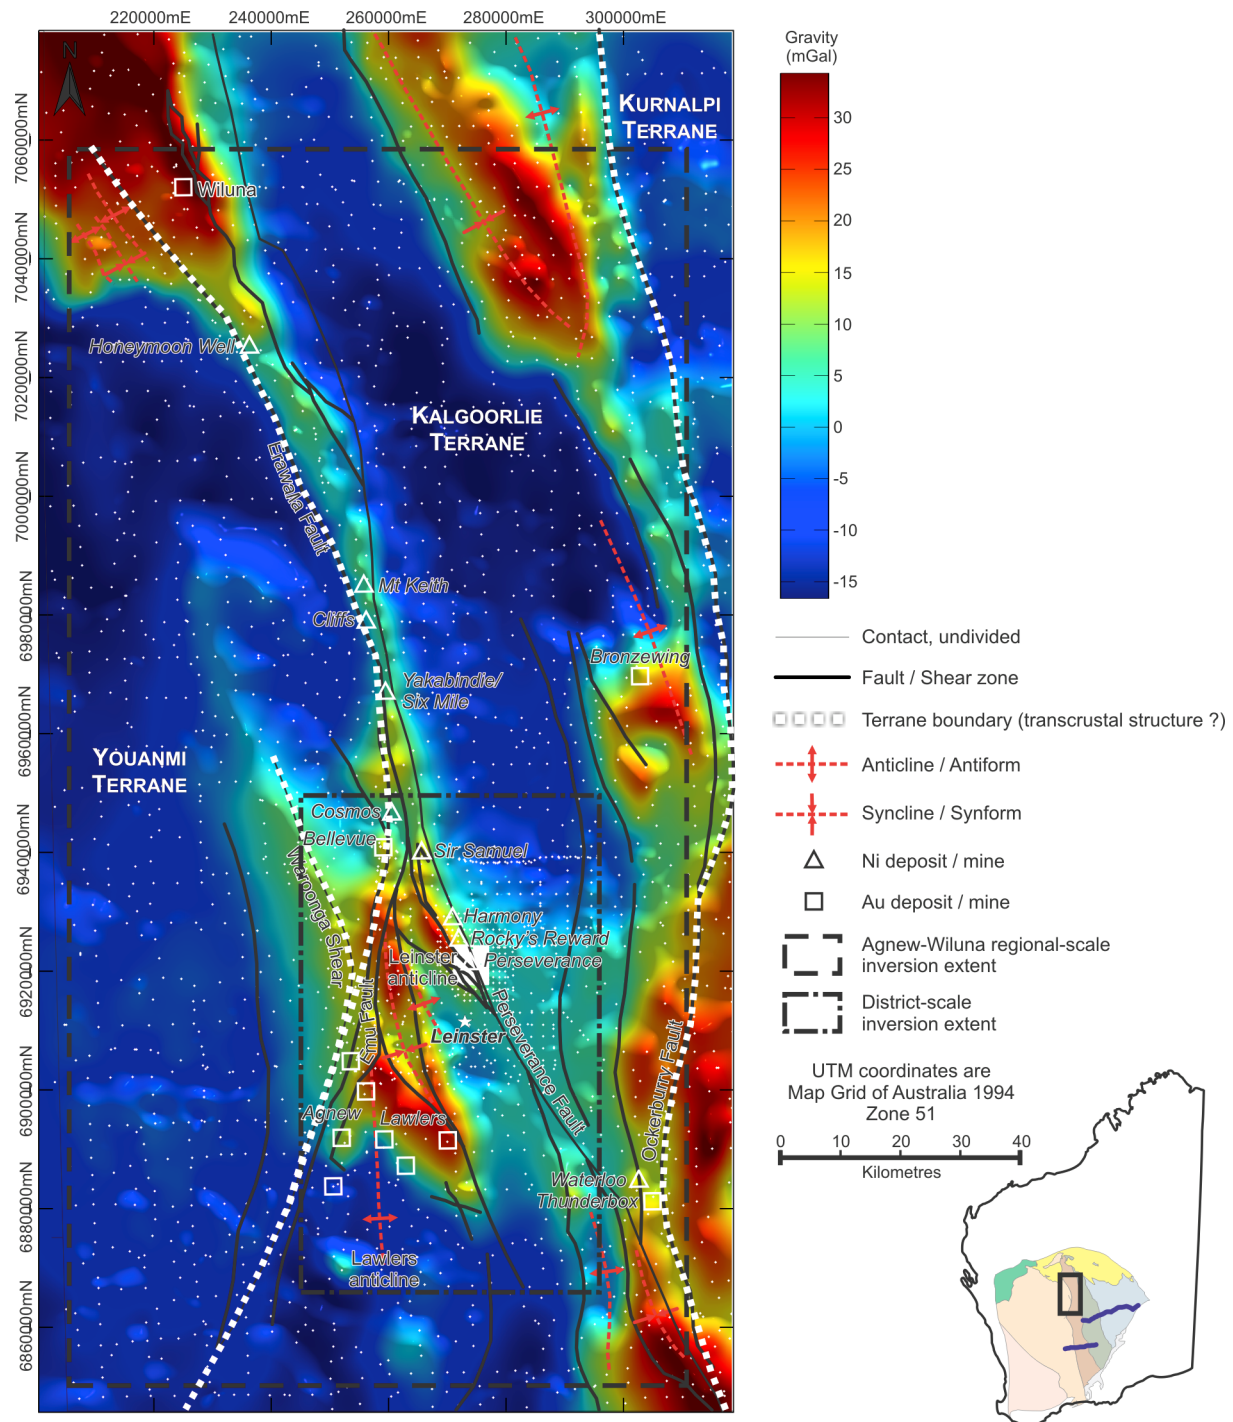 220000mE 240000mE 260000mE 280000mE 300000mE
7060000mN
7040000mN
7020000mN
7000000mN
6980000mN
6960000mN
6940000mN
6920000mN
6900000mN
6880000mN
6860000mN
N
KURNALPI
TERRANE
Wiluna
Honeymoon Well
KALGOORLIE
TERRANE
Erawalla Fault
Mt Keith
Cliffs
Bronzewing
Yakabindie/
Six Mile
YOUANMI
TERRANE
Cosmos
Bellevue
Sir Samuel
Waroonga Shear
Harmony
Rocky's Reward
Leinster
anticline
Perseverance
Emu Fault
Leinster
Perseverance Fault
Ockerburry Fault
Agnew
Lawlers
Waterloo
Thunderbox
Lawlers
anticline
Gravity
(mGal)
30
25
20
15
10
5
0
-5
-10
-15
Contact, undivided
Fault / Shear zone
Terrane boundary (transcrustal structure ?)
Anticline / Antiform
Syncline / Synform
Ni deposit / mine
Au deposit / mine
Agnew-Wiluna regional-scale
inversion extent
District-scale
inversion extent
UTM coordinates are
Map Grid of Australia 1994
Zone 51
0 10 20 30 40
Kilometres